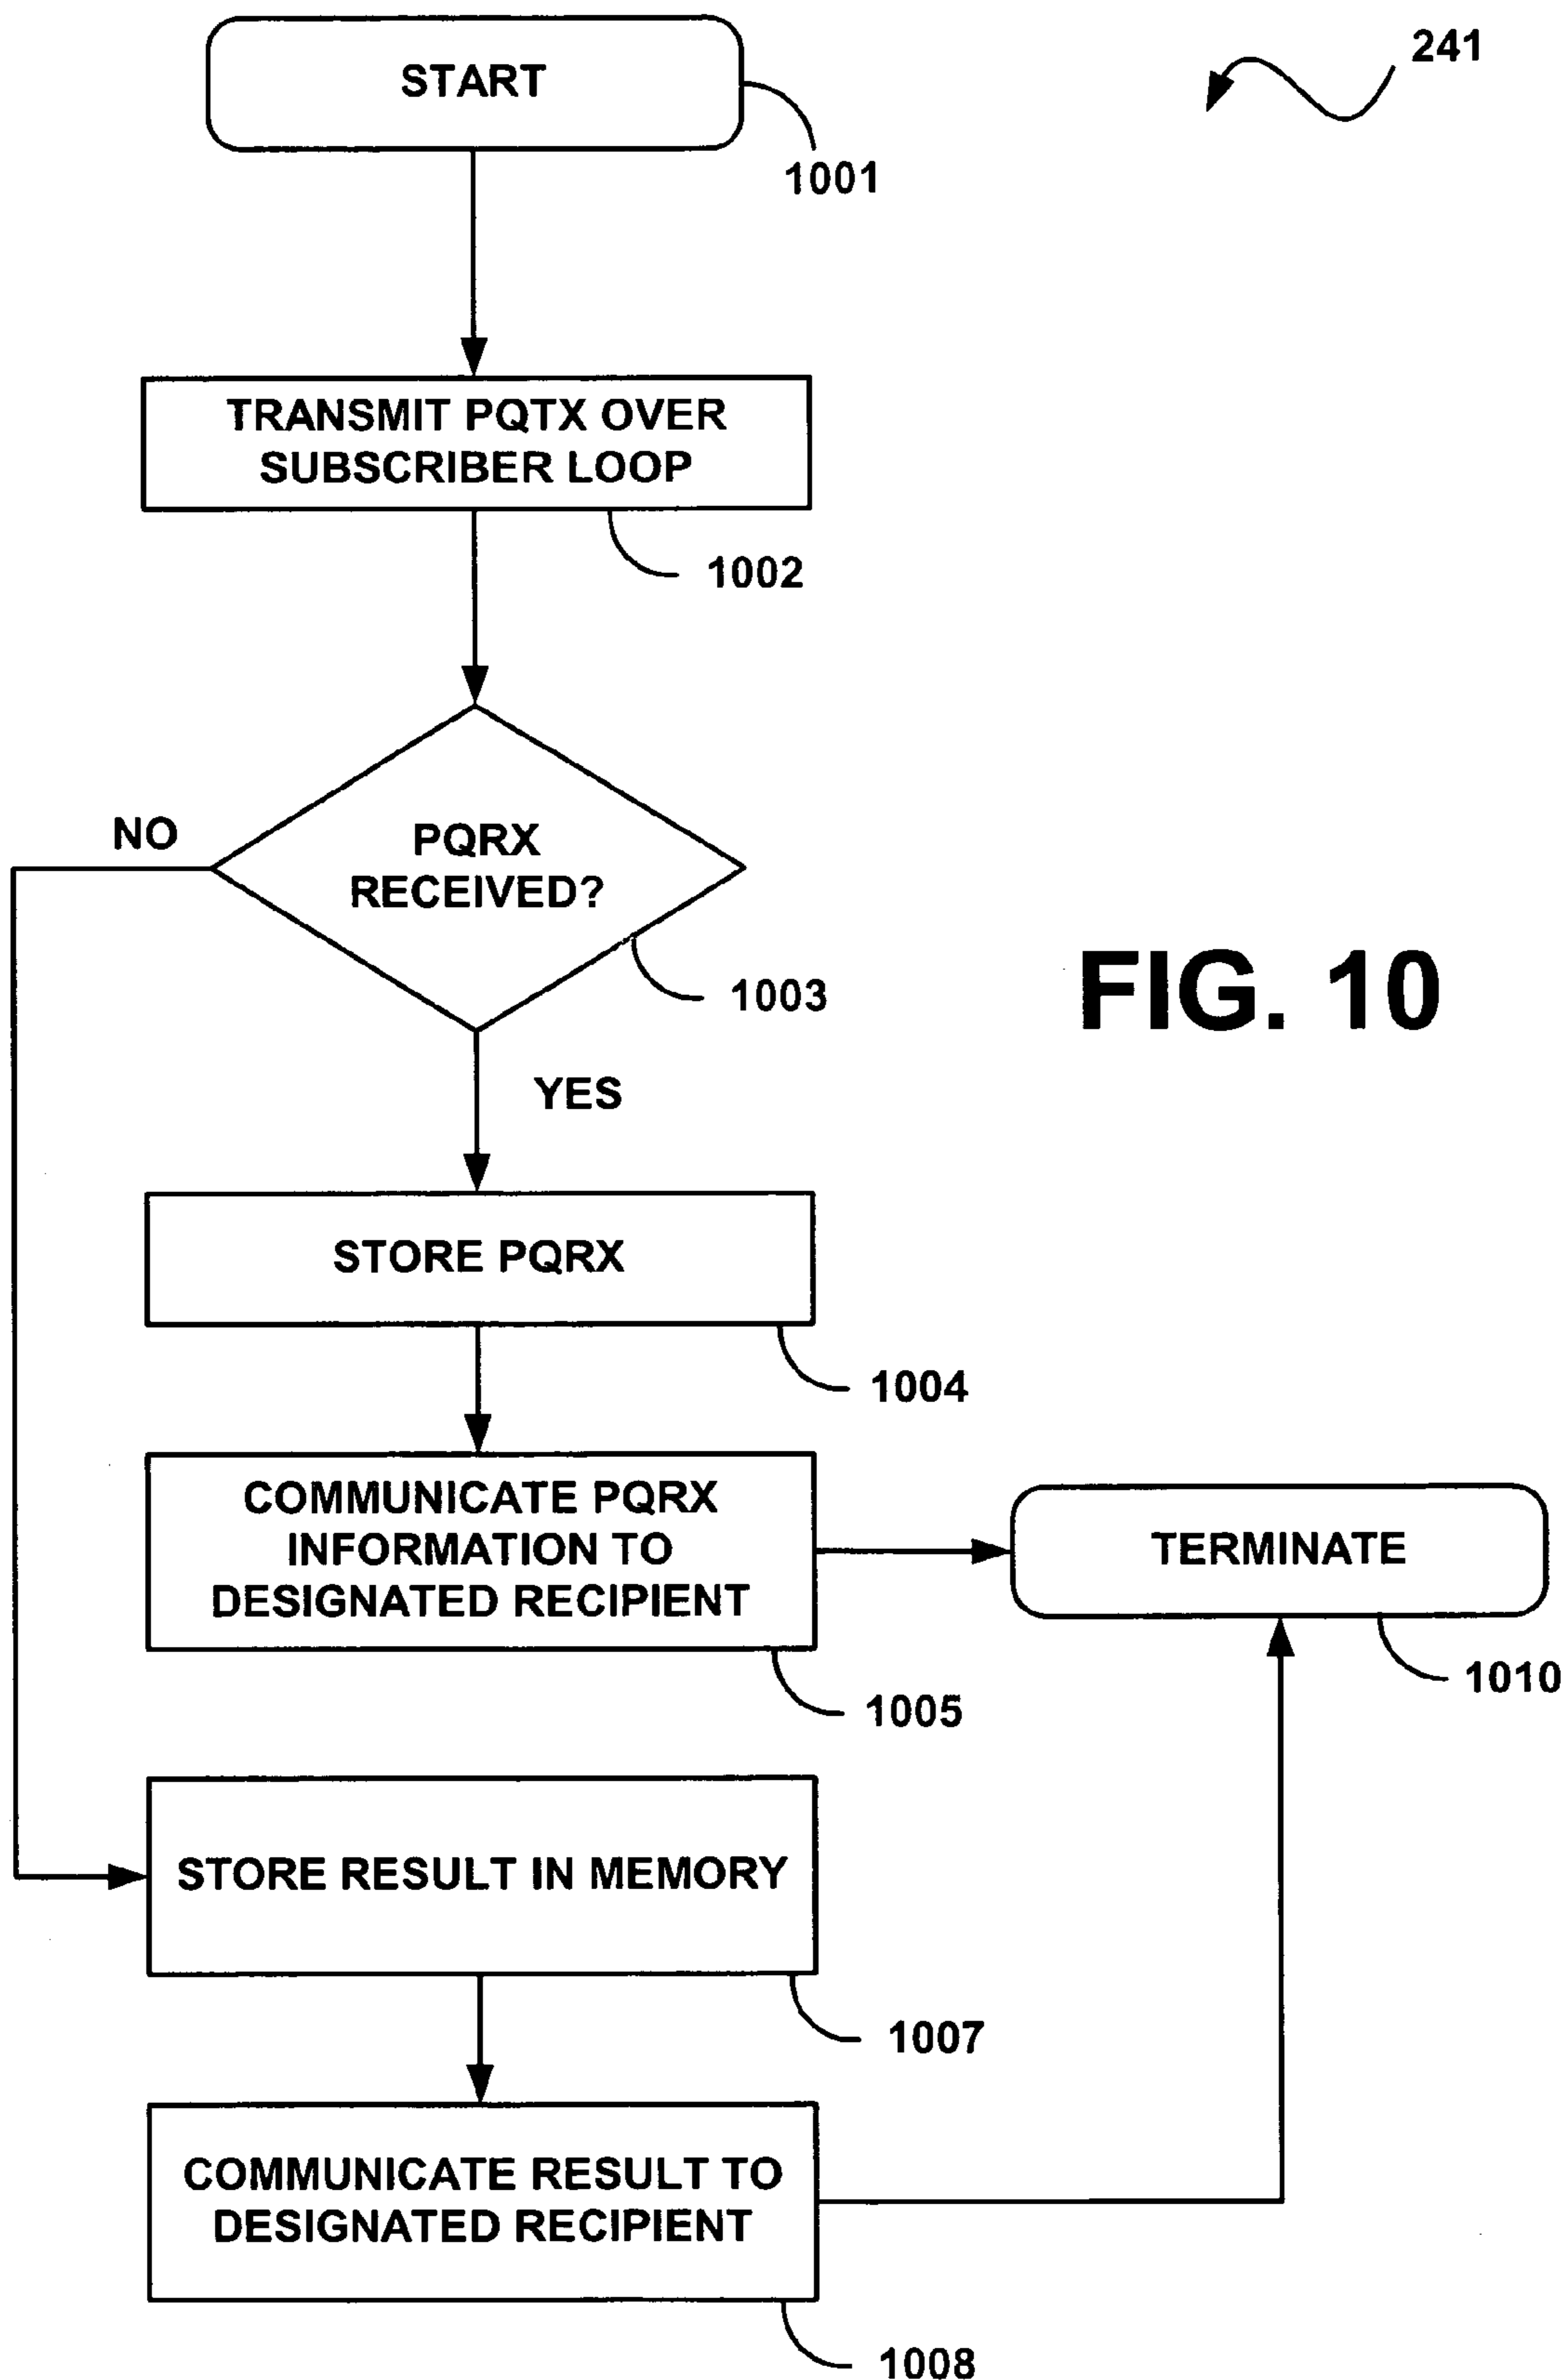 START
241
1001
TRANSMIT PQTX OVER
SUBSCRIBER LOOP
1002
NO
PQRX
RECEIVED?
1003
FIG. 10
YES
STORE PQRX
1004
COMMUNICATE PQRX
INFORMATION TO
DESIGNATED RECIPIENT
TERMINATE
1005
1010
STORE RESULT IN MEMORY
1007
COMMUNICATE RESULT TO
DESIGNATED RECIPIENT
1008